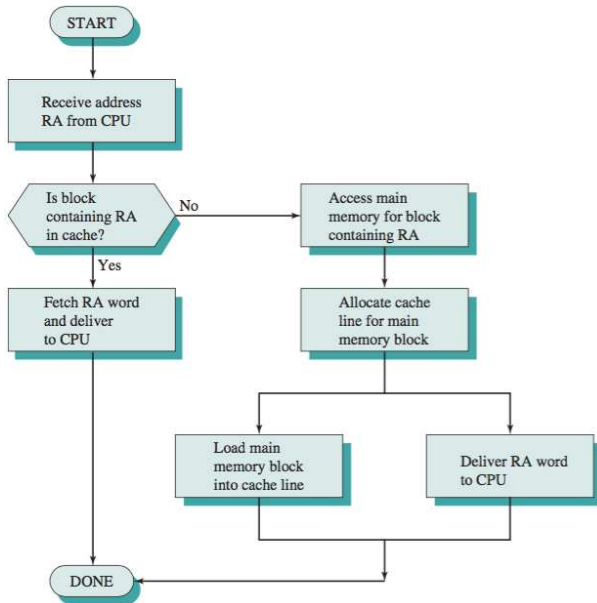 START
Receive address
RA from CPU
Is block
containing RA
in cache?
No
Access main
memory for block
containing RA
Yes
Fetch RA word
and deliver
to CPU
Allocate cache
line for main
memory block
Load main
memory block
into cache line
Deliver RA word
to CPU
DONE